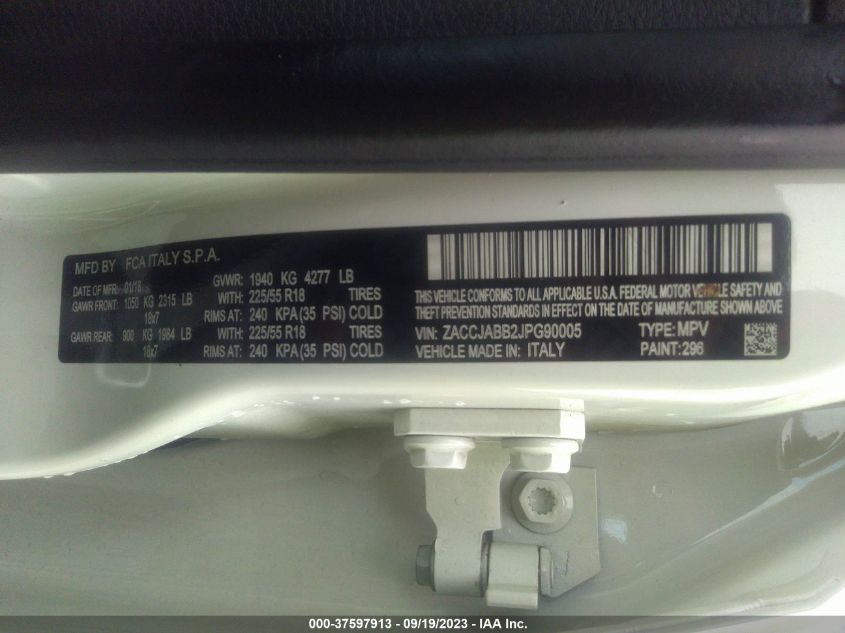 MFD BY FCA ITALY S.P.A.
DATE OF MFR: 01/18 GVWR: 1940 KG 4277 LB
GAWR FRONT: 1050 KG 2315 LB WITH: 225/55 R18 TIRES
18x7 RIMS AT: 240 KPA (35 PSI) COLD
GAWR REAR: 900 KG 1984 LB WITH: 225/55 R18 TIRES
18x7 RIMS AT: 240 KPA (35 PSI) COLD
THIS VEHICLE CONFORMS TO ALL APPLICABLE U.S.A. FEDERAL MOTOR VEHICLE SAFETY AND
THEFT PREVENTION STANDARDS IN EFFECT ON THE DATE OF MANUFACTURE SHOWN ABOVE
VIN: ZACCJABB2JPG90005 TYPE: MPV
VEHICLE MADE IN: ITALY PAINT: 296
000-37597913 - 09/19/2023 - IAA Inc.